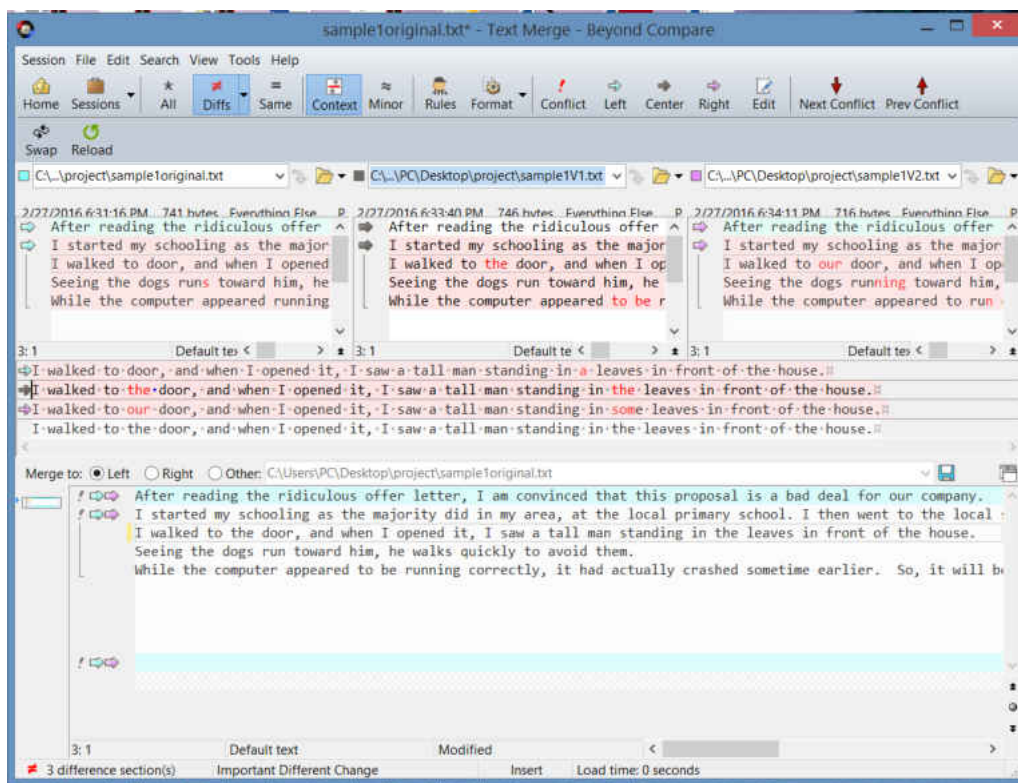 sample1original.txt* - Text Merge - Beyond Compare
Session File Edit Search View Tools Help
Home Sessions All Diffs Same Context Minor Rules Format Conflict Left Center Right Edit Next Conflict Prev Conflict
Swap Reload
C:\...\project\sample1original.txt C:\...\PC\Desktop\project\sample1V1.txt C:\...\PC\Desktop\project\sample1V2.txt
2/27/2016 6:31:16 PM 741 bytes Everything Else P 2/27/2016 6:33:40 PM 746 bytes Everything Else P 2/27/2016 6:34:11 PM 716 bytes Everything Else P
After reading the ridiculous offer After reading the ridiculous offer After reading the ridiculous offer
I started my schooling as the major I started my schooling as the major I started my schooling as the major
I walked to door, and when I opened I walked to the door, and when I op I walked to our door, and when I op
Seeing the dogs runs toward him, he Seeing the dogs run toward him, he Seeing the dogs running toward him,
While the computer appeared running While the computer appeared to be r While the computer appeared to run
3: 1 Default tex 3: 1 Default te 3: 1 Default tex
I·walked·to·door,·and·when·I·opened·it,·I·saw·a·tall·man·standing·in·a·leaves·in·front·of·the·house.
I·walked·to·the·door,·and·when·I·opened·it,·I·saw·a·tall·man·standing·in·the·leaves·in·front·of·the·house.
I·walked·to·our·door,·and·when·I·opened·it,·I·saw·a·tall·man·standing·in·some·leaves·in·front·of·the·house.
I·walked·to·the·door,·and·when·I·opened·it,·I·saw·a·tall·man·standing·in·the·leaves·in·front·of·the·house.
Merge to: Left Right Other: C:\Users\PC\Desktop\project\sample1original.txt
After reading the ridiculous offer letter, I am convinced that this proposal is a bad deal for our company.
I started my schooling as the majority did in my area, at the local primary school. I then went to the local
I walked to the door, and when I opened it, I saw a tall man standing in the leaves in front of the house.
Seeing the dogs run toward him, he walks quickly to avoid them.
While the computer appeared to be running correctly, it had actually crashed sometime earlier. So, it will be
3: 1 Default text Modified
3 difference section(s) Important Different Change Insert Load time: 0 seconds